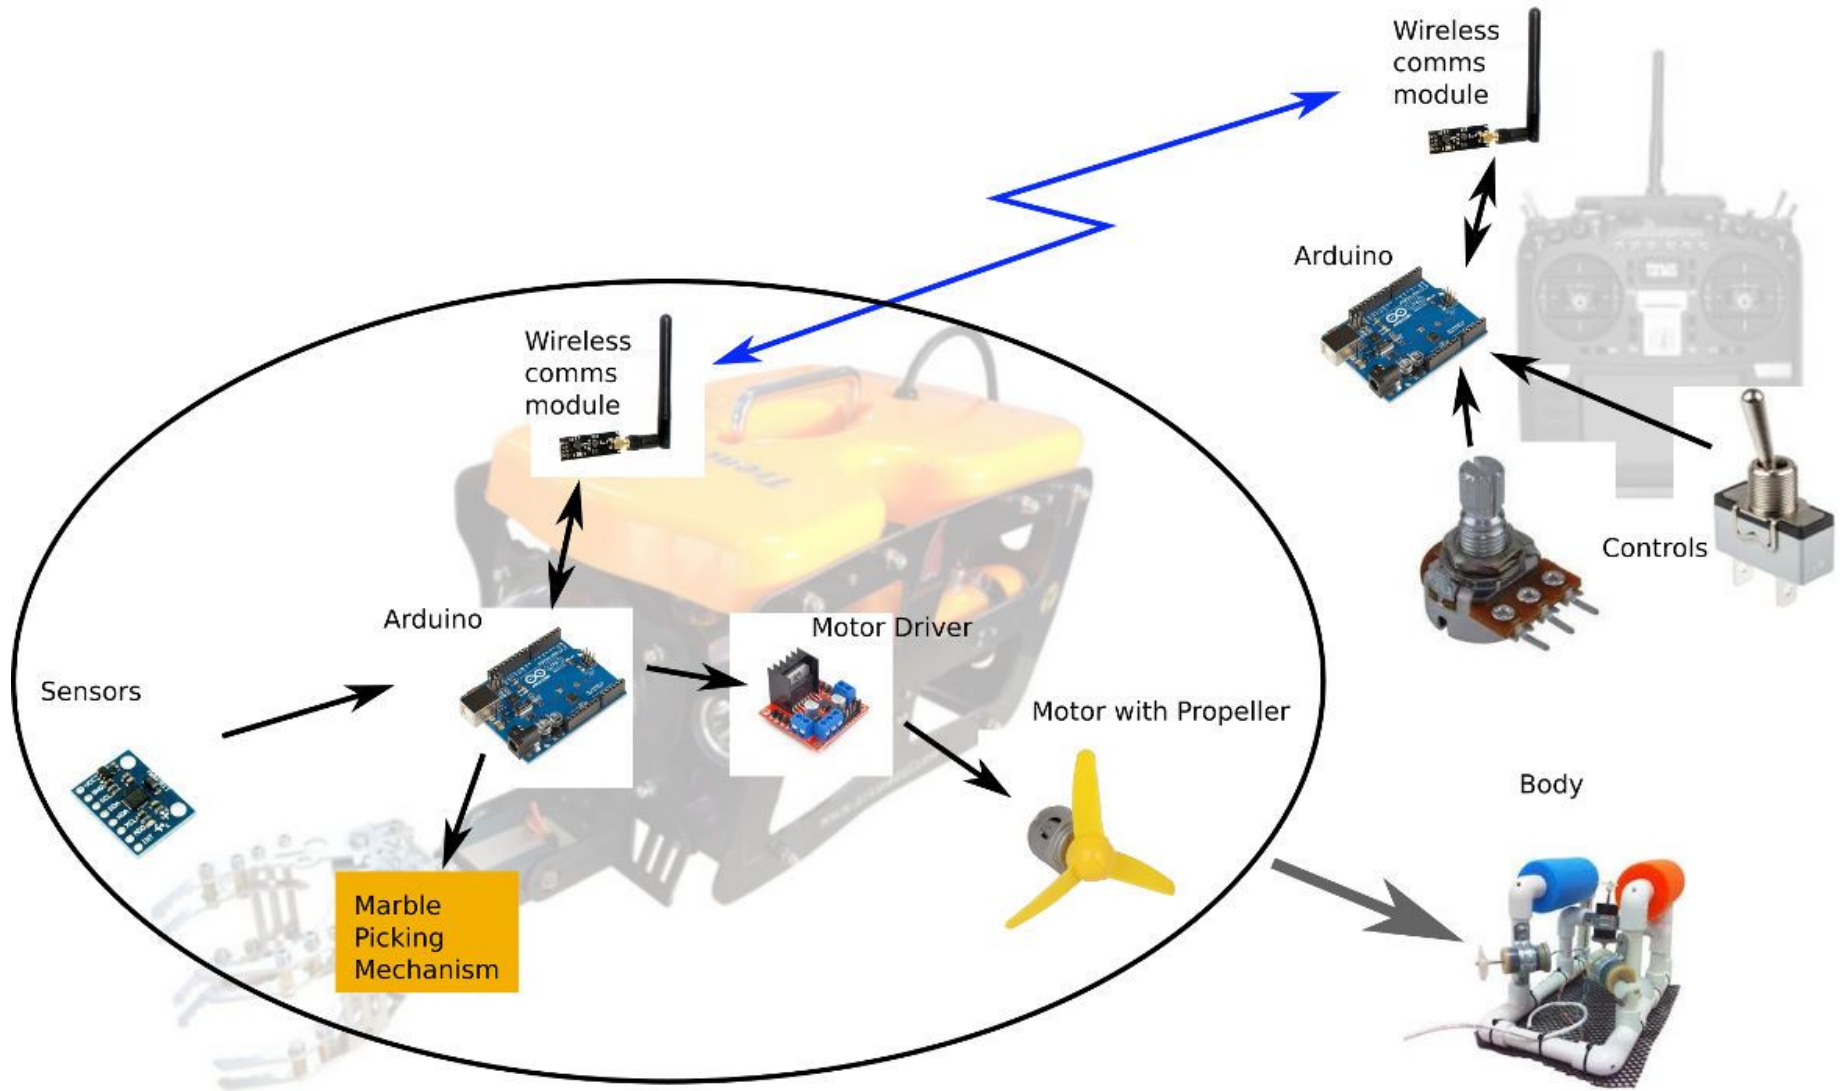 Wireless
comms
module
Arduino
Controls
Wireless
comms
module
Arduino
Motor Driver
Sensors
Motor with Propeller
Marble
Picking
Mechanism
Body